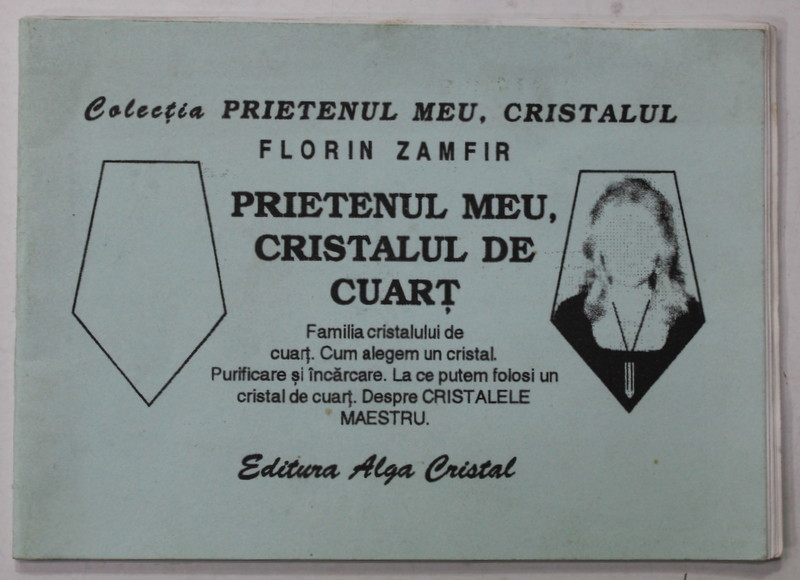 Colecția PRIETENUL MEU, CRISTALUL
FLORIN ZAMFIR
PRIETENUL MEU,
CRISTALUL DE
CUARȚ
Familia cristalului de
cuarț. Cum alegem un cristal.
Purificare și încărcare. La ce putem folosi un
cristal de cuarț. Despre CRISTALELE
MAESTRU.
Editura Alga Cristal